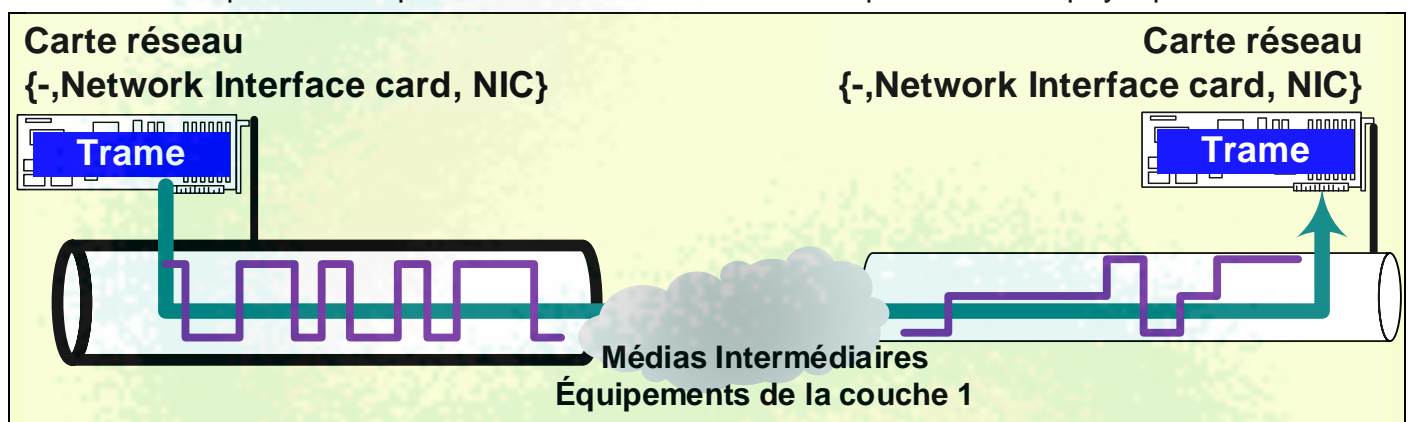 Carte réseau
{-,Network Interface card, NIC}
Carte réseau
{-,Network Interface card, NIC}
Trame
Trame
Médias Intermédiaires
Équipements de la couche 1